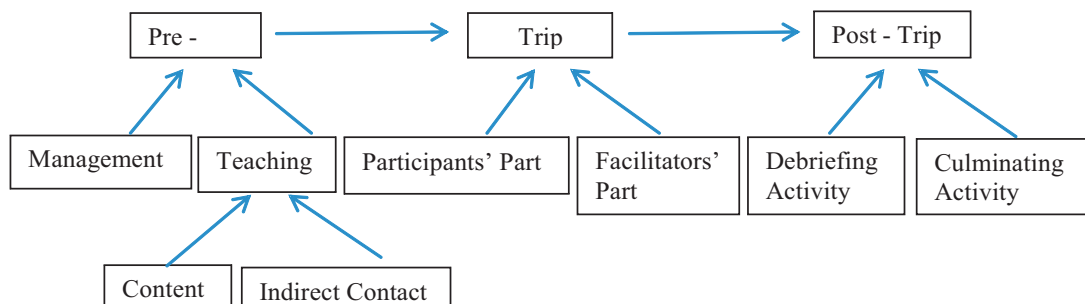 Pre -
Trip
Post - Trip
Management
Teaching
Participants’ Part
Facilitators’
Part
Debriefing
Activity
Culminating
Activity
Content
Indirect Contact